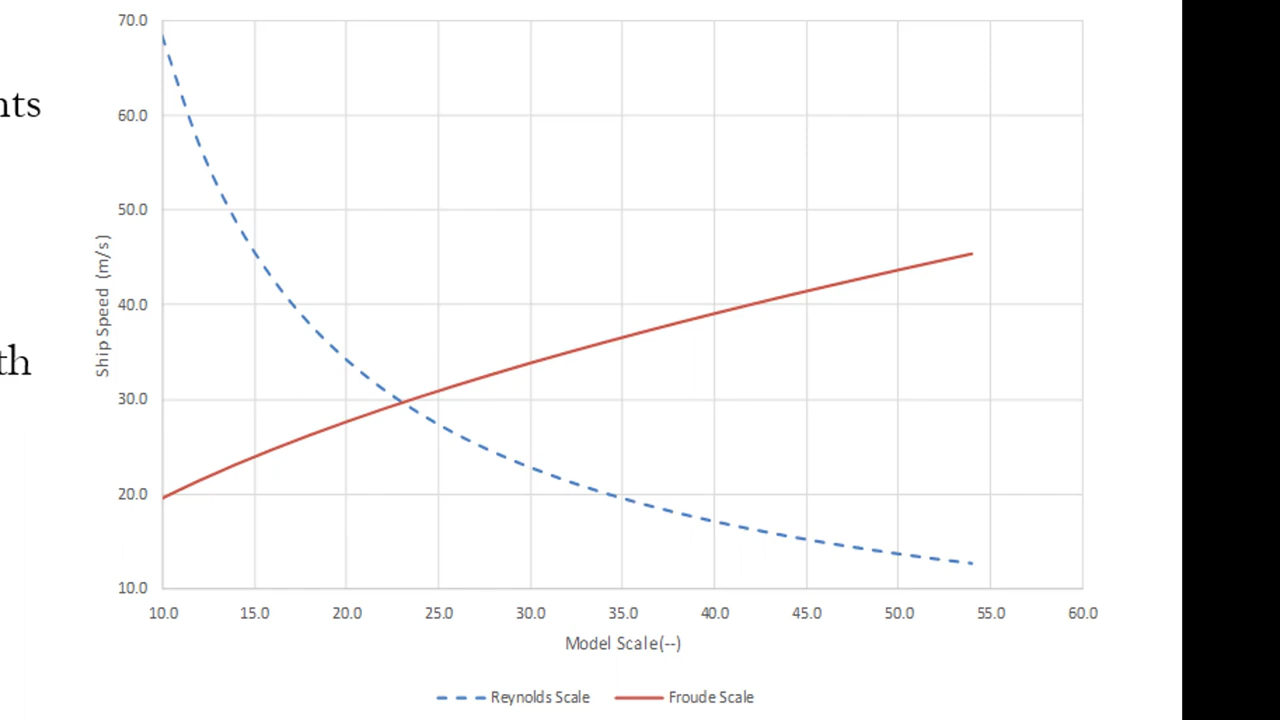 nts
th
70.0
60.0
50.0
40.0
30.0
20.0
10.0
Ship Speed (m/s)
10.0 15.0 20.0 25.0 30.0 35.0 40.0 45.0 50.0 55.0 60.0
Model Scale(--)
Reynolds Scale Froude Scale